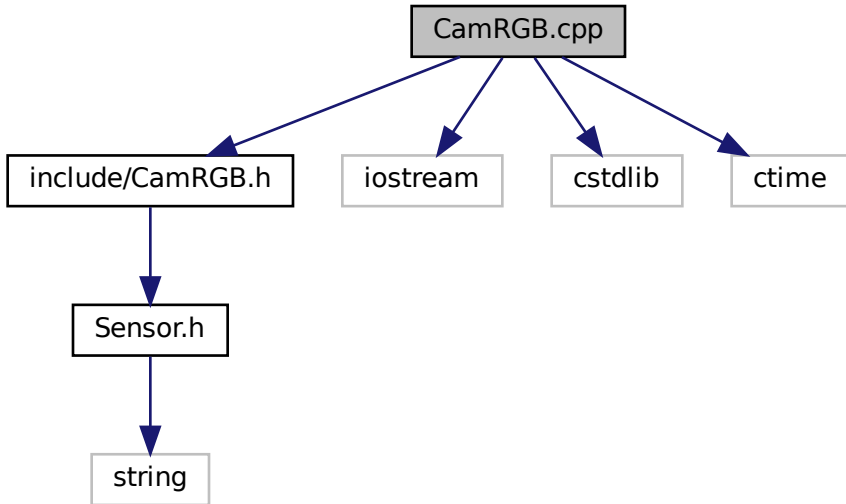 CamRGB.cpp
include/CamRGB.h
iostream
cstdlib
ctime
Sensor.h
string